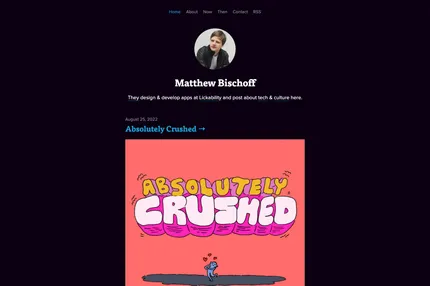 Home About Now Then Contact RSS
Matthew Bischoff
They design & develop apps at Lickability and post about tech & culture here.
August 25, 2022
Absolutely Crushed →
ABSOLUTELY
CRUSHED